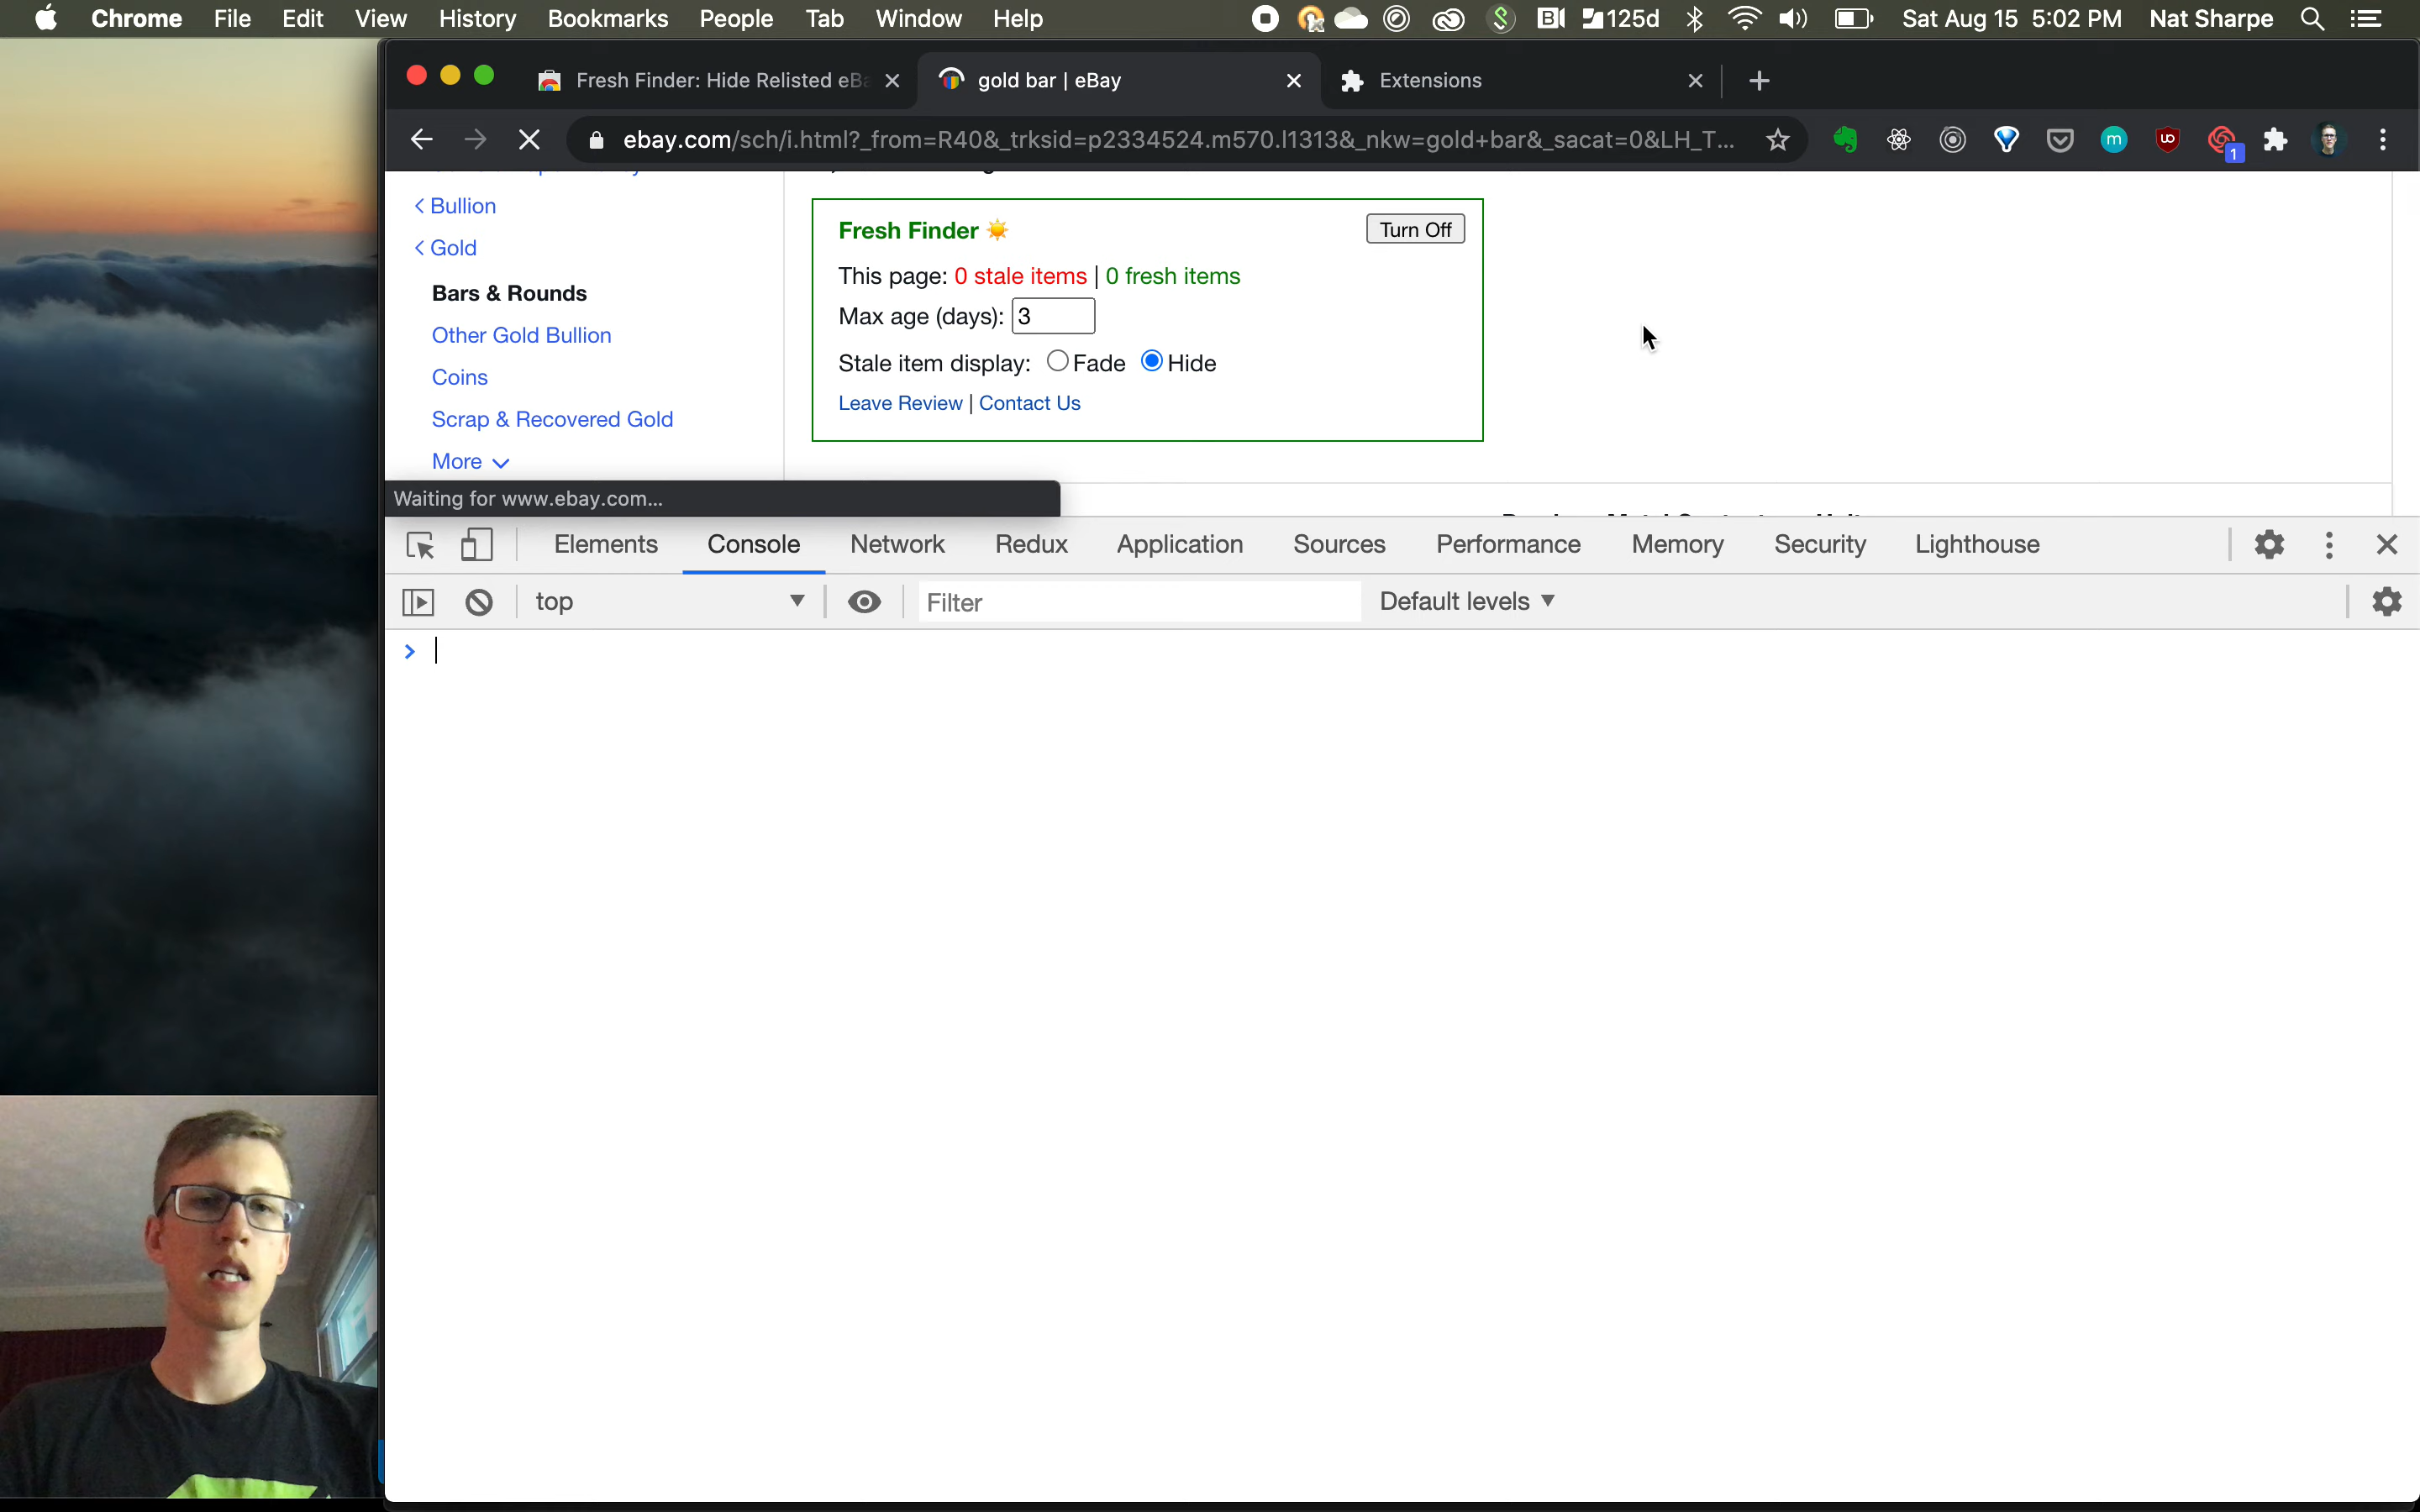 Chrome File Edit View History Bookmarks People Tab Window Help 125d Sat Aug 15 5:02 PM Nat Sharpe
Fresh Finder: Hide Relisted eBa gold bar | eBay Extensions
ebay.com/sch/i.html?_from=R40&_trksid=p2334524.m570.l1313&_nkw=gold+bar&_sacat=0&LH_T... m 1
Bullion
Gold
Bars & Rounds
Other Gold Bullion
Coins
Scrap & Recovered Gold
More
Fresh Finder Turn Off
This page: 0 stale items | 0 fresh items
Max age (days): 3
Stale item display: Fade Hide
Leave Review | Contact Us
Waiting for www.ebay.com...
Elements Console Network Redux Application Sources Performance Memory Security Lighthouse
top Filter Default levels